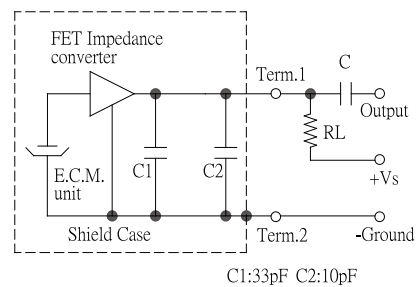 FET Impedance
converter
Term.1
C
Output
RL
C1
C2
E.C.M.
unit
+Vs
Shield Case
Term.2
-Ground
C1:33pF C2:10pF